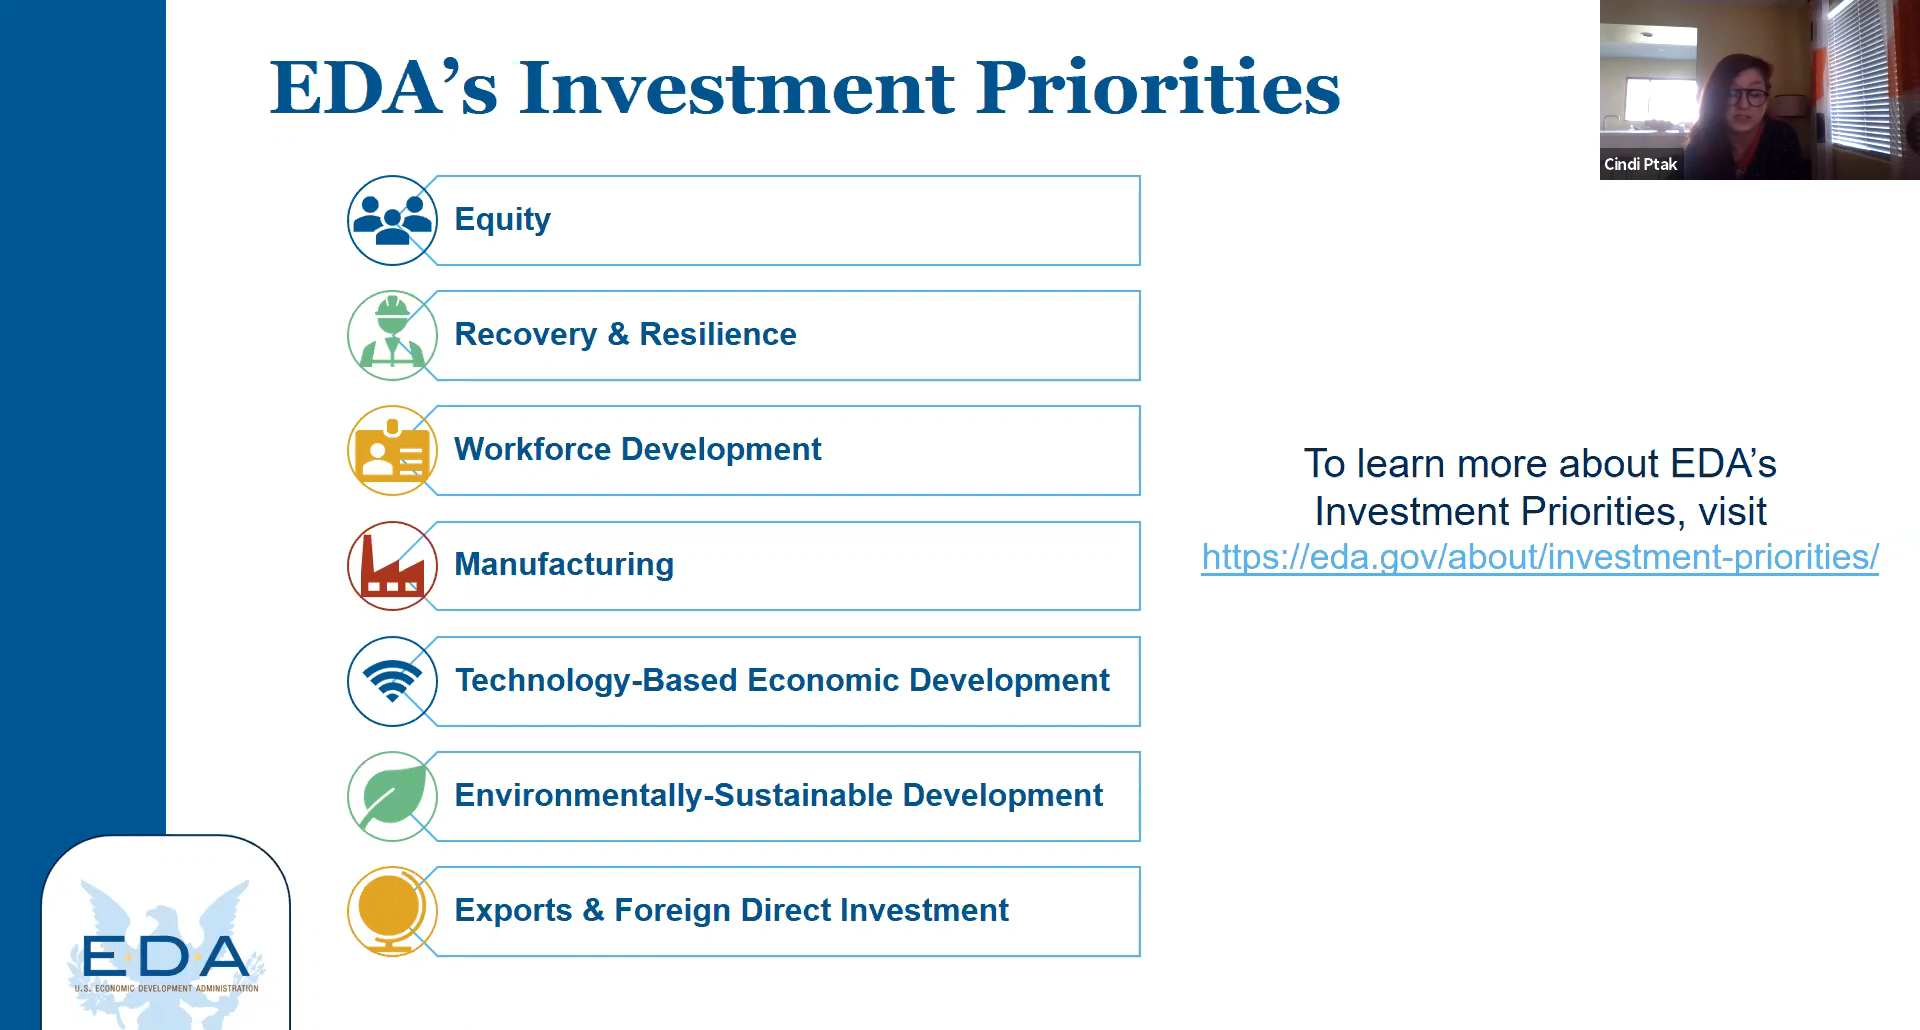 EDA’s Investment Priorities
Cindi Ptak
Equity
Recovery & Resilience
Workforce Development
Manufacturing
Technology-Based Economic Development
Environmentally-Sustainable Development
Exports & Foreign Direct Investment
To learn more about EDA’s
Investment Priorities, visit
https://eda.gov/about/investment-priorities/
E·D·A
U.S. ECONOMIC DEVELOPMENT ADMINISTRATION